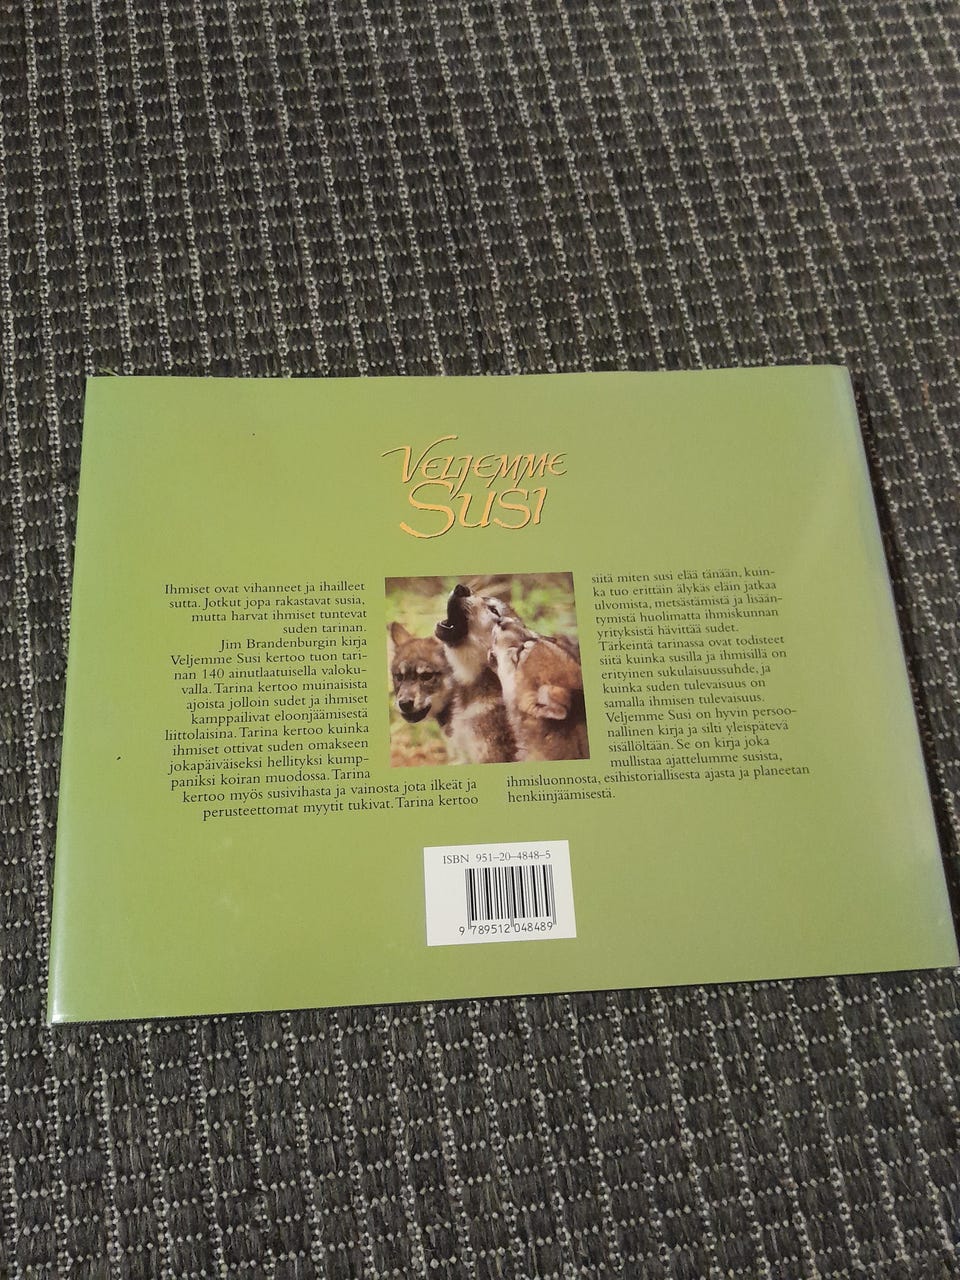 VELJEMME
SUSI
Ihmiset ovat vihanneet ja ihailleet
sutta. Jotkut jopa rakastavat susia,
mutta harvat ihmiset tuntevat
suden tarinan.
Jim Brandenburgin kirja
Veljemme Susi kertoo tuon tari-
nan 140 ainutlaatuisella valoku-
valla. Tarina kertoo muinaisista
ajoista jolloin sudet ja ihmiset
kamppailivat eloonjäämisestä
liittolaisina. Tarina kertoo kuinka
ihmiset ottivat suden omakseen
jokapäiväiseksi hellityksi kump-
paniksi koiran muodossa. Tarina
kertoo myös susivihasta ja vainosta jota ilkeät ja
perusteettomat myytit tukivat. Tarina kertoo
siitä miten susi elää tänään, kuin-
ka tuo erittäin älykäs eläin jatkaa
ulvomista, metsästämistä ja lisään-
tymistä huolimatta ihmiskunnan
yrityksistä hävittää sudet.
Tärkeintä tarinassa ovat todisteet
siitä kuinka susilla ja ihmisillä on
erityinen sukulaisuussuhde, ja
kuinka suden tulevaisuus on
samalla ihmisen tulevaisuus.
Veljemme Susi on hyvin persoo-
nallinen kirja ja silti yleispätevä
sisällöltään. Se on kirja joka
mullistaa ajattelumme susista,
ihmisluonnosta, esihistoriallisesta ajasta ja planeetan
henkiinjäämisestä.
ISBN 951-20-4848-5
9 789512 048489